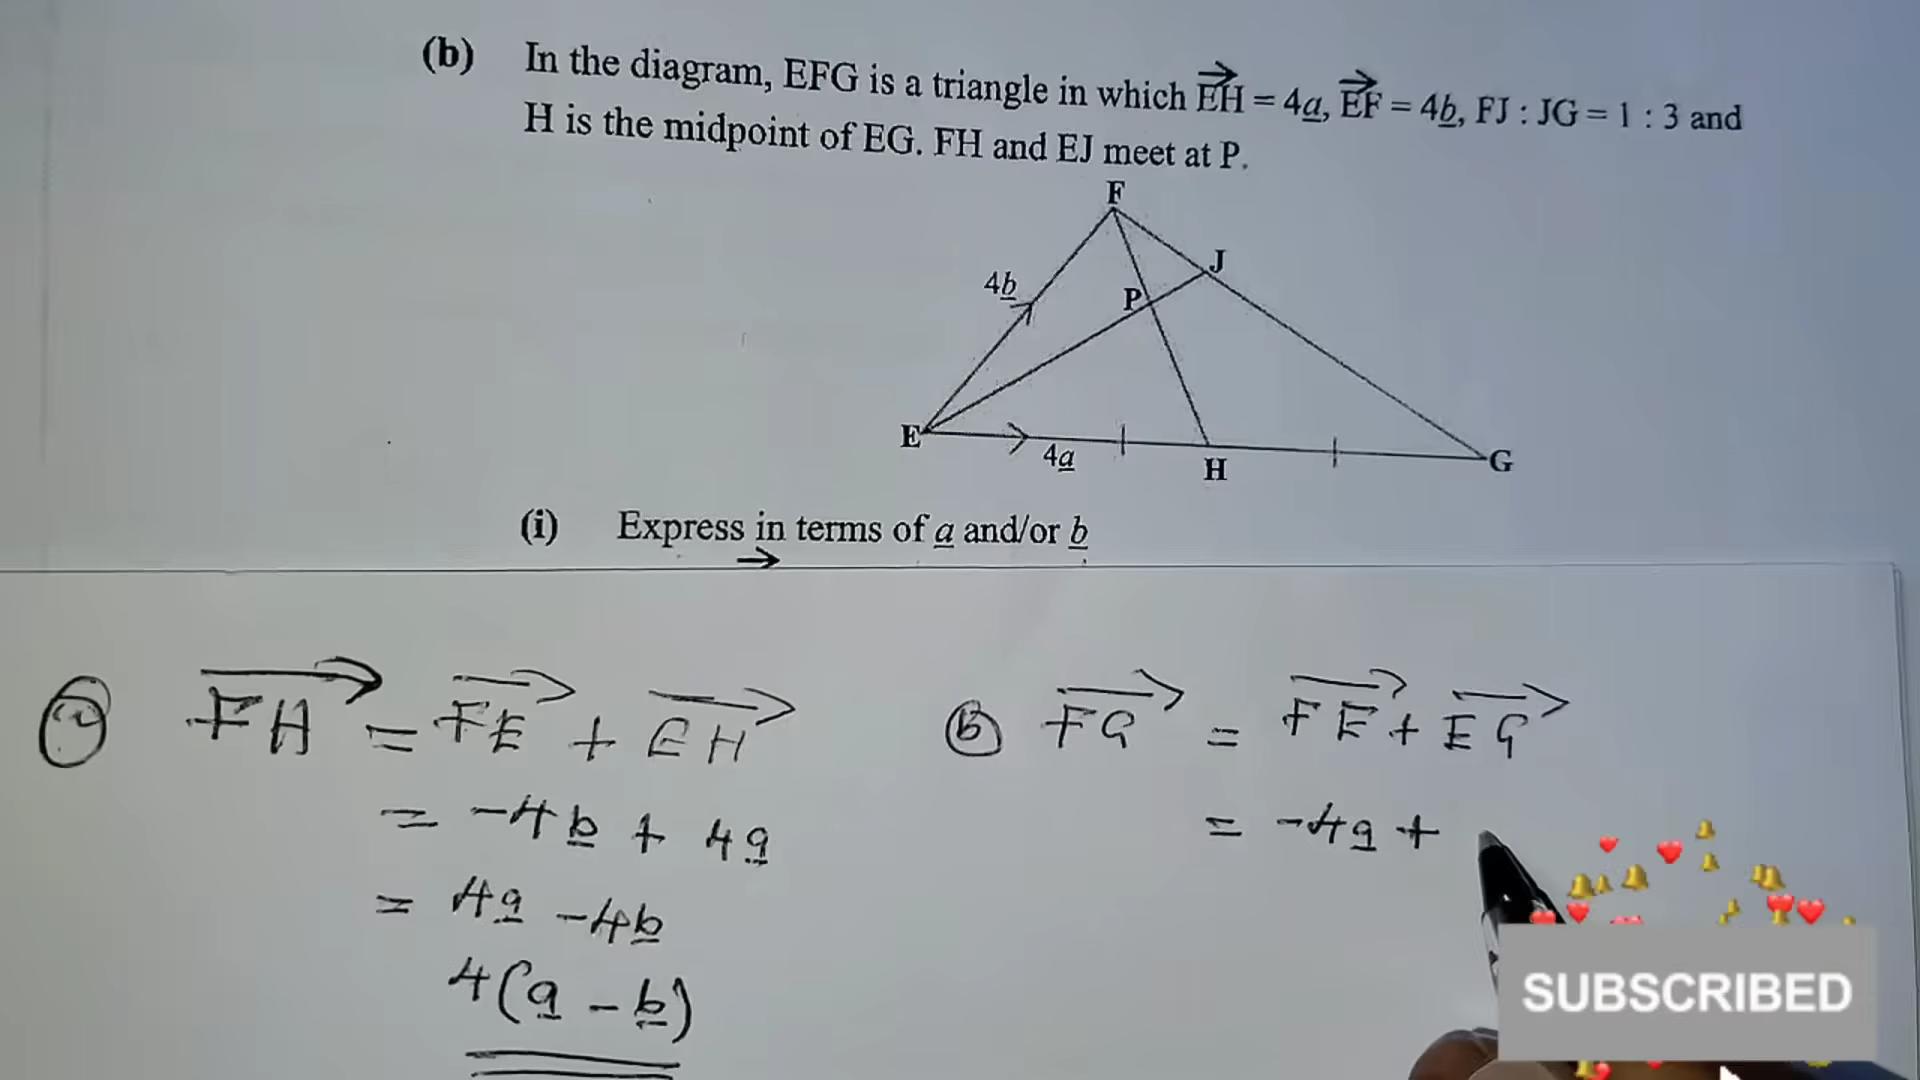 (b) In the diagram, EFG is a triangle in which EH = 4a, EF = 4b, FJ : JG = 1 : 3 and
H is the midpoint of EG. FH and EJ meet at P.
F
J
4b
P
E
4a
H
G
(i) Express in terms of a and/or b
a FH = FE + EH
= -4b + 4a
= 4a - 4b
4(a - b)
b FG = FE + EG
= -4a +
SUBSCRIBED